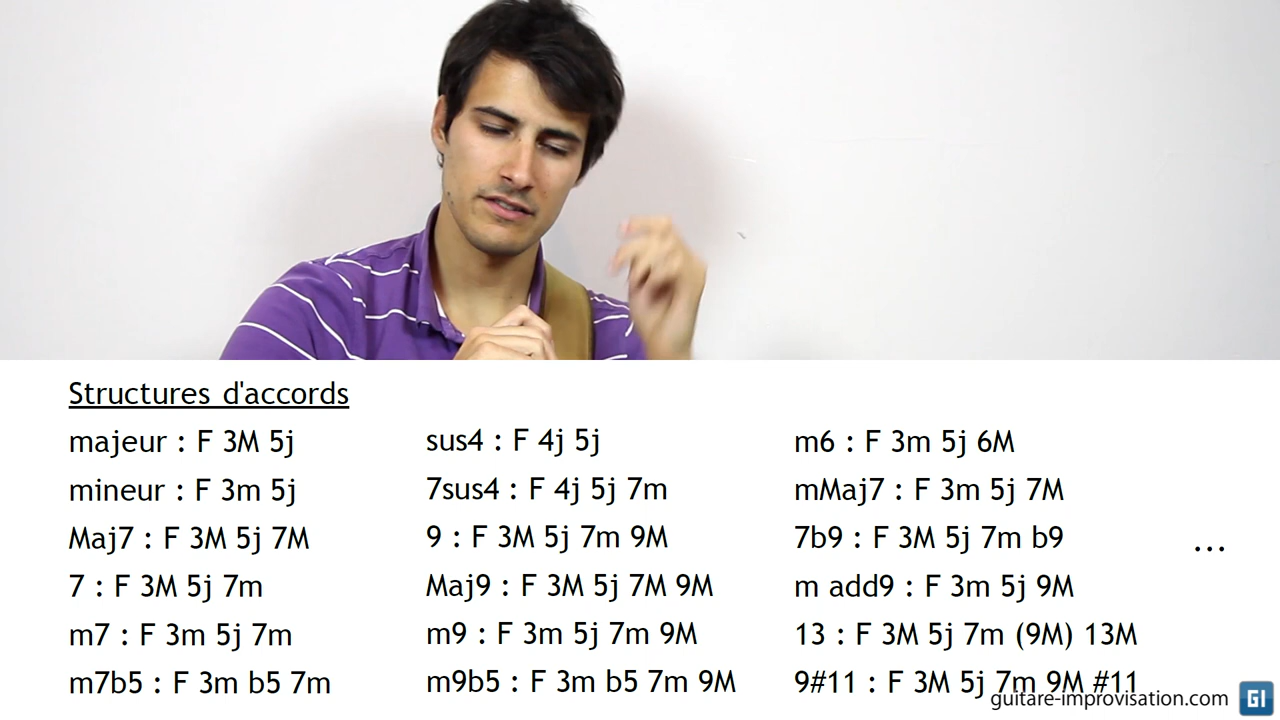 Structures d'accords
majeur : F 3M 5j
mineur : F 3m 5j
Maj7 : F 3M 5j 7M
7 : F 3M 5j 7m
m7 : F 3m 5j 7m
m7b5 : F 3m b5 7m
sus4 : F 4j 5j
7sus4 : F 4j 5j 7m
9 : F 3M 5j 7m 9M
Maj9 : F 3M 5j 7M 9M
m9 : F 3m 5j 7m 9M
m9b5 : F 3m b5 7m 9M
m6 : F 3m 5j 6M
mMaj7 : F 3m 5j 7M
7b9 : F 3M 5j 7m b9
m add9 : F 3m 5j 9M
13 : F 3M 5j 7m (9M) 13M
9#11 : F 3M 5j 7m 9M #11
...
guitare-improvisation.com GI